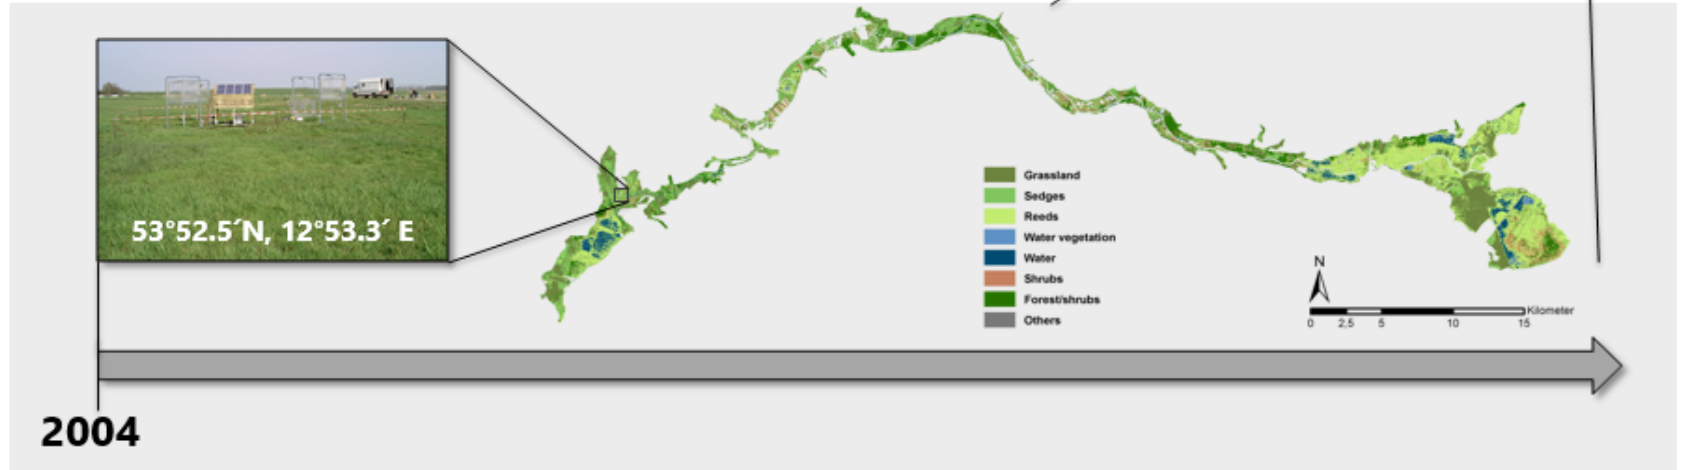 53°52.5´N, 12°53.3´ E
Grassland
Sedges
Reeds
Water vegetation
Water
Shrubs
Forest/shrubs
Others
N
Kilometer
0 2,5 5 10 15
2004